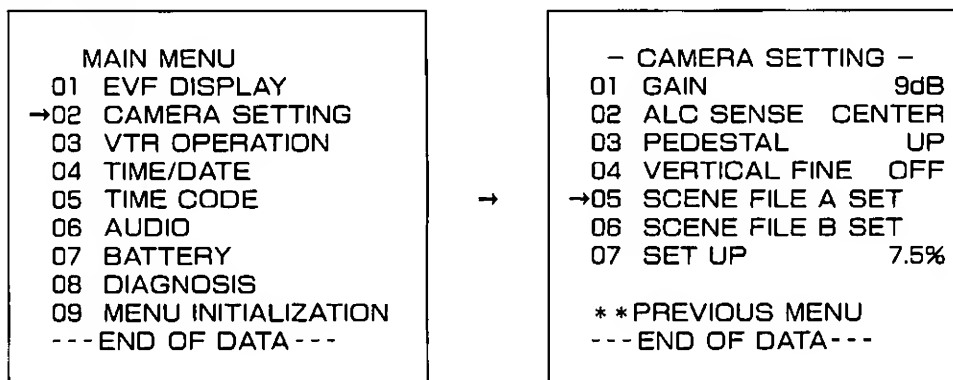 MAIN MENU
01 EVF DISPLAY
→02 CAMERA SETTING
03 VTR OPERATION
04 TIME/DATE
05 TIME CODE
06 AUDIO
07 BATTERY
08 DIAGNOSIS
09 MENU INITIALIZATION
---END OF DATA---
→
– CAMERA SETTING –
01 GAIN 9dB
02 ALC SENSE CENTER
03 PEDESTAL UP
04 VERTICAL FINE OFF
→05 SCENE FILE A SET
06 SCENE FILE B SET
07 SET UP 7.5%
**PREVIOUS MENU
---END OF DATA---